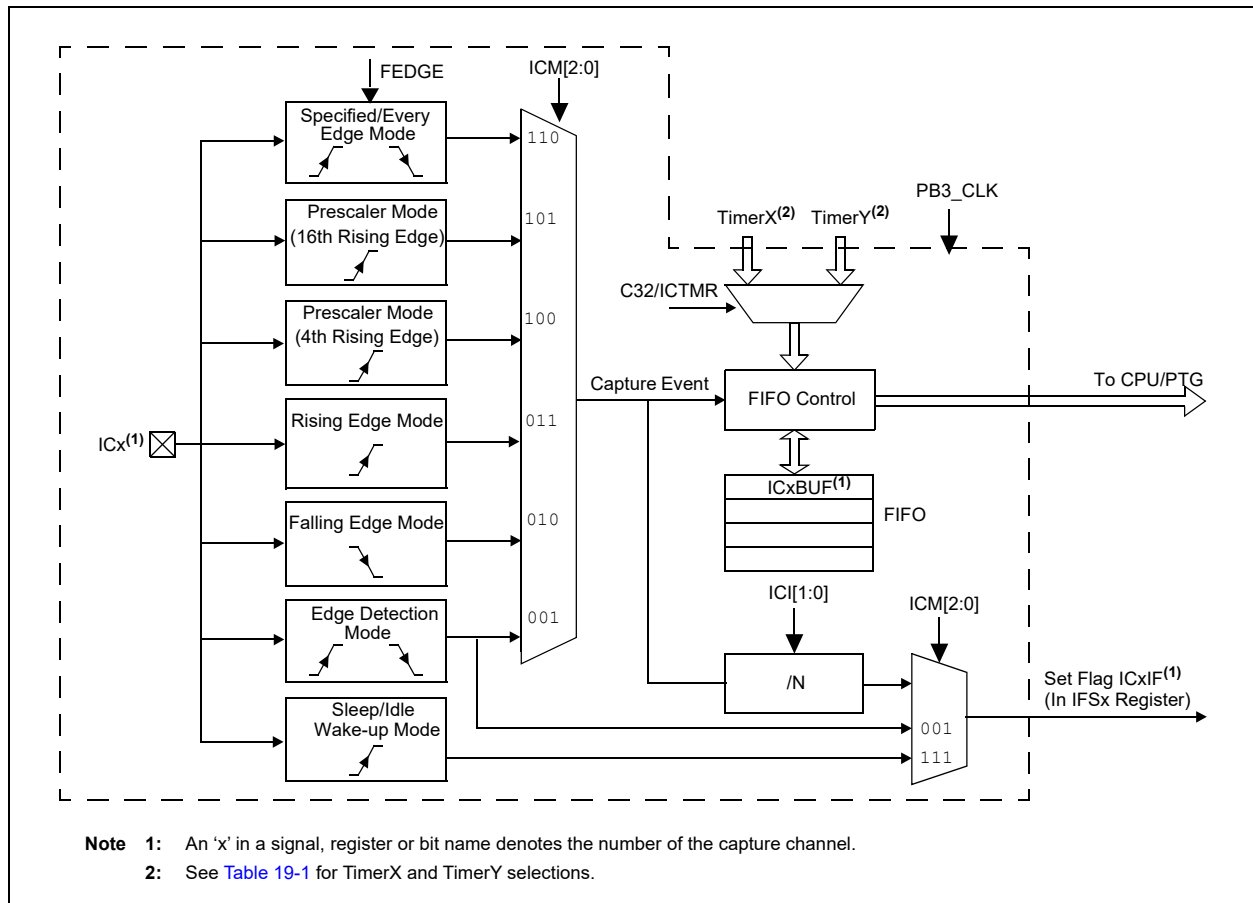 FEDGE
ICM[2:0]
Specified/Every
Edge Mode
110
Prescaler Mode
(16th Rising Edge)
101
Prescaler Mode
(4th Rising Edge)
100
Rising Edge Mode
011
Falling Edge Mode
010
Edge Detection
Mode
001
Sleep/Idle
Wake-up Mode
ICx(1)
PB3_CLK
TimerX(2)
TimerY(2)
C32/ICTMR
Capture Event
FIFO Control
To CPU/PTG
ICxBUF(1)
FIFO
ICI[1:0]
ICM[2:0]
/N
001
111
Set Flag ICxIF(1)
(In IFSx Register)
Note 1: An ‘x’ in a signal, register or bit name denotes the number of the capture channel.
2: See Table 19-1 for TimerX and TimerY selections.